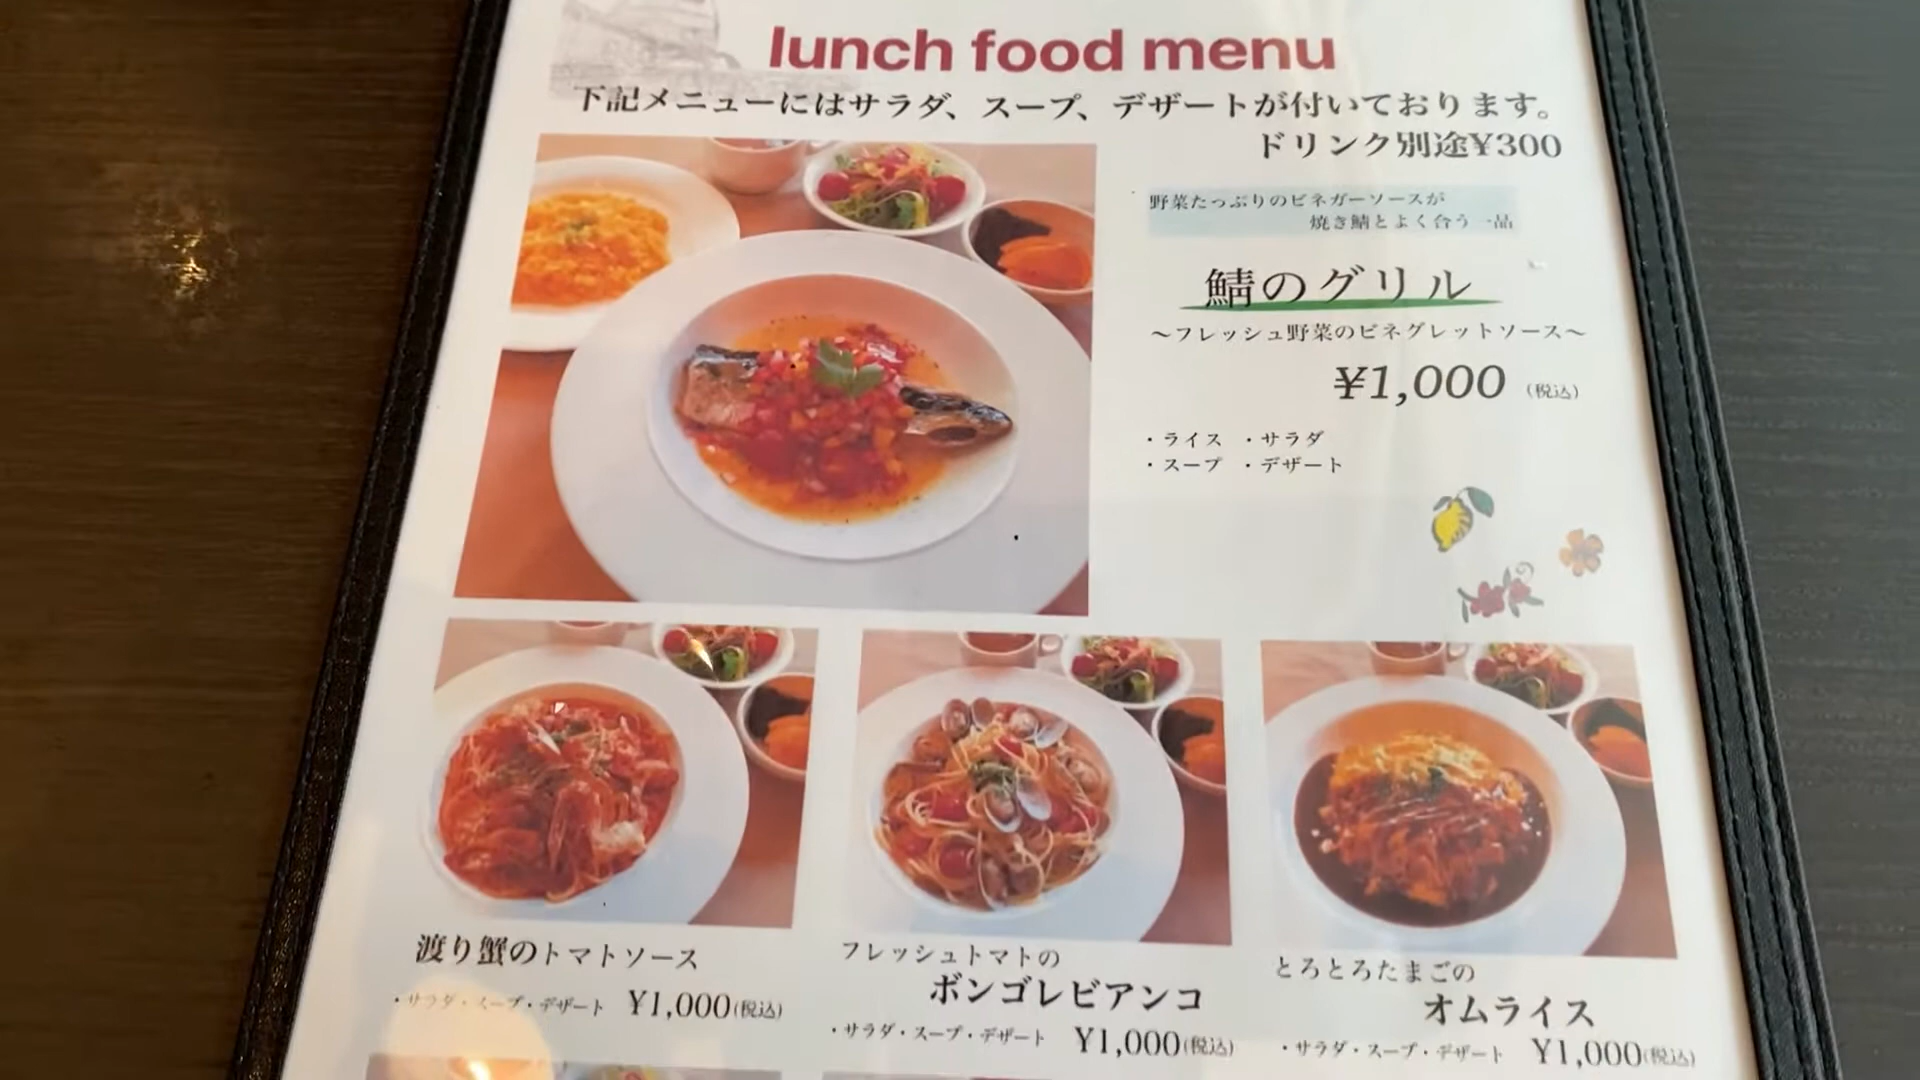 lunch food menu
下記メニューにはサラダ、スープ、デザートが付いております。
ドリンク別途¥300
野菜たっぷりのビネガーソースが
焼き鯖とよく合う一品
鯖のグリル
～フレッシュ野菜のビネグレットソース～
¥1,000 (税込)
・ライス ・サラダ
・スープ ・デザート
渡り蟹のトマトソース
・サラダ・スープ・デザート ¥1,000(税込)
フレッシュトマトの
ボンゴレビアンコ
・サラダ・スープ・デザート ¥1,000(税込)
とろとろたまごの
オムライス
・サラダ・スープ・デザート ¥1,000(税込)